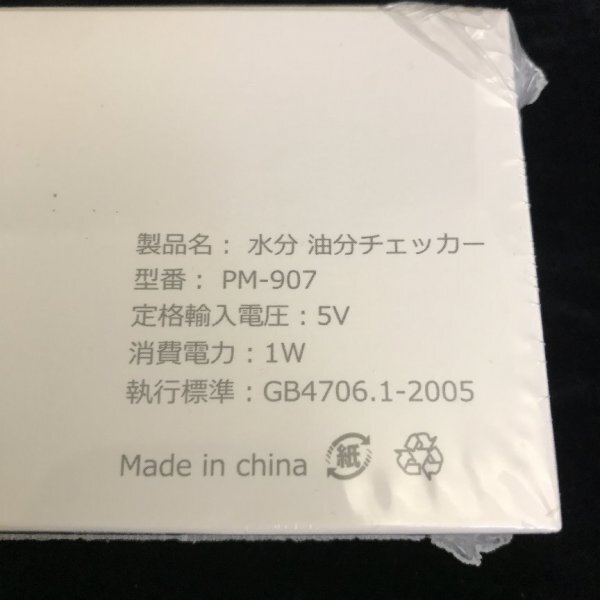 製品名： 水分 油分チェッカー
型番： PM-907
定格輸入電圧：5V
消費電力：1W
執行標準：GB4706.1-2005
Made in china 紙